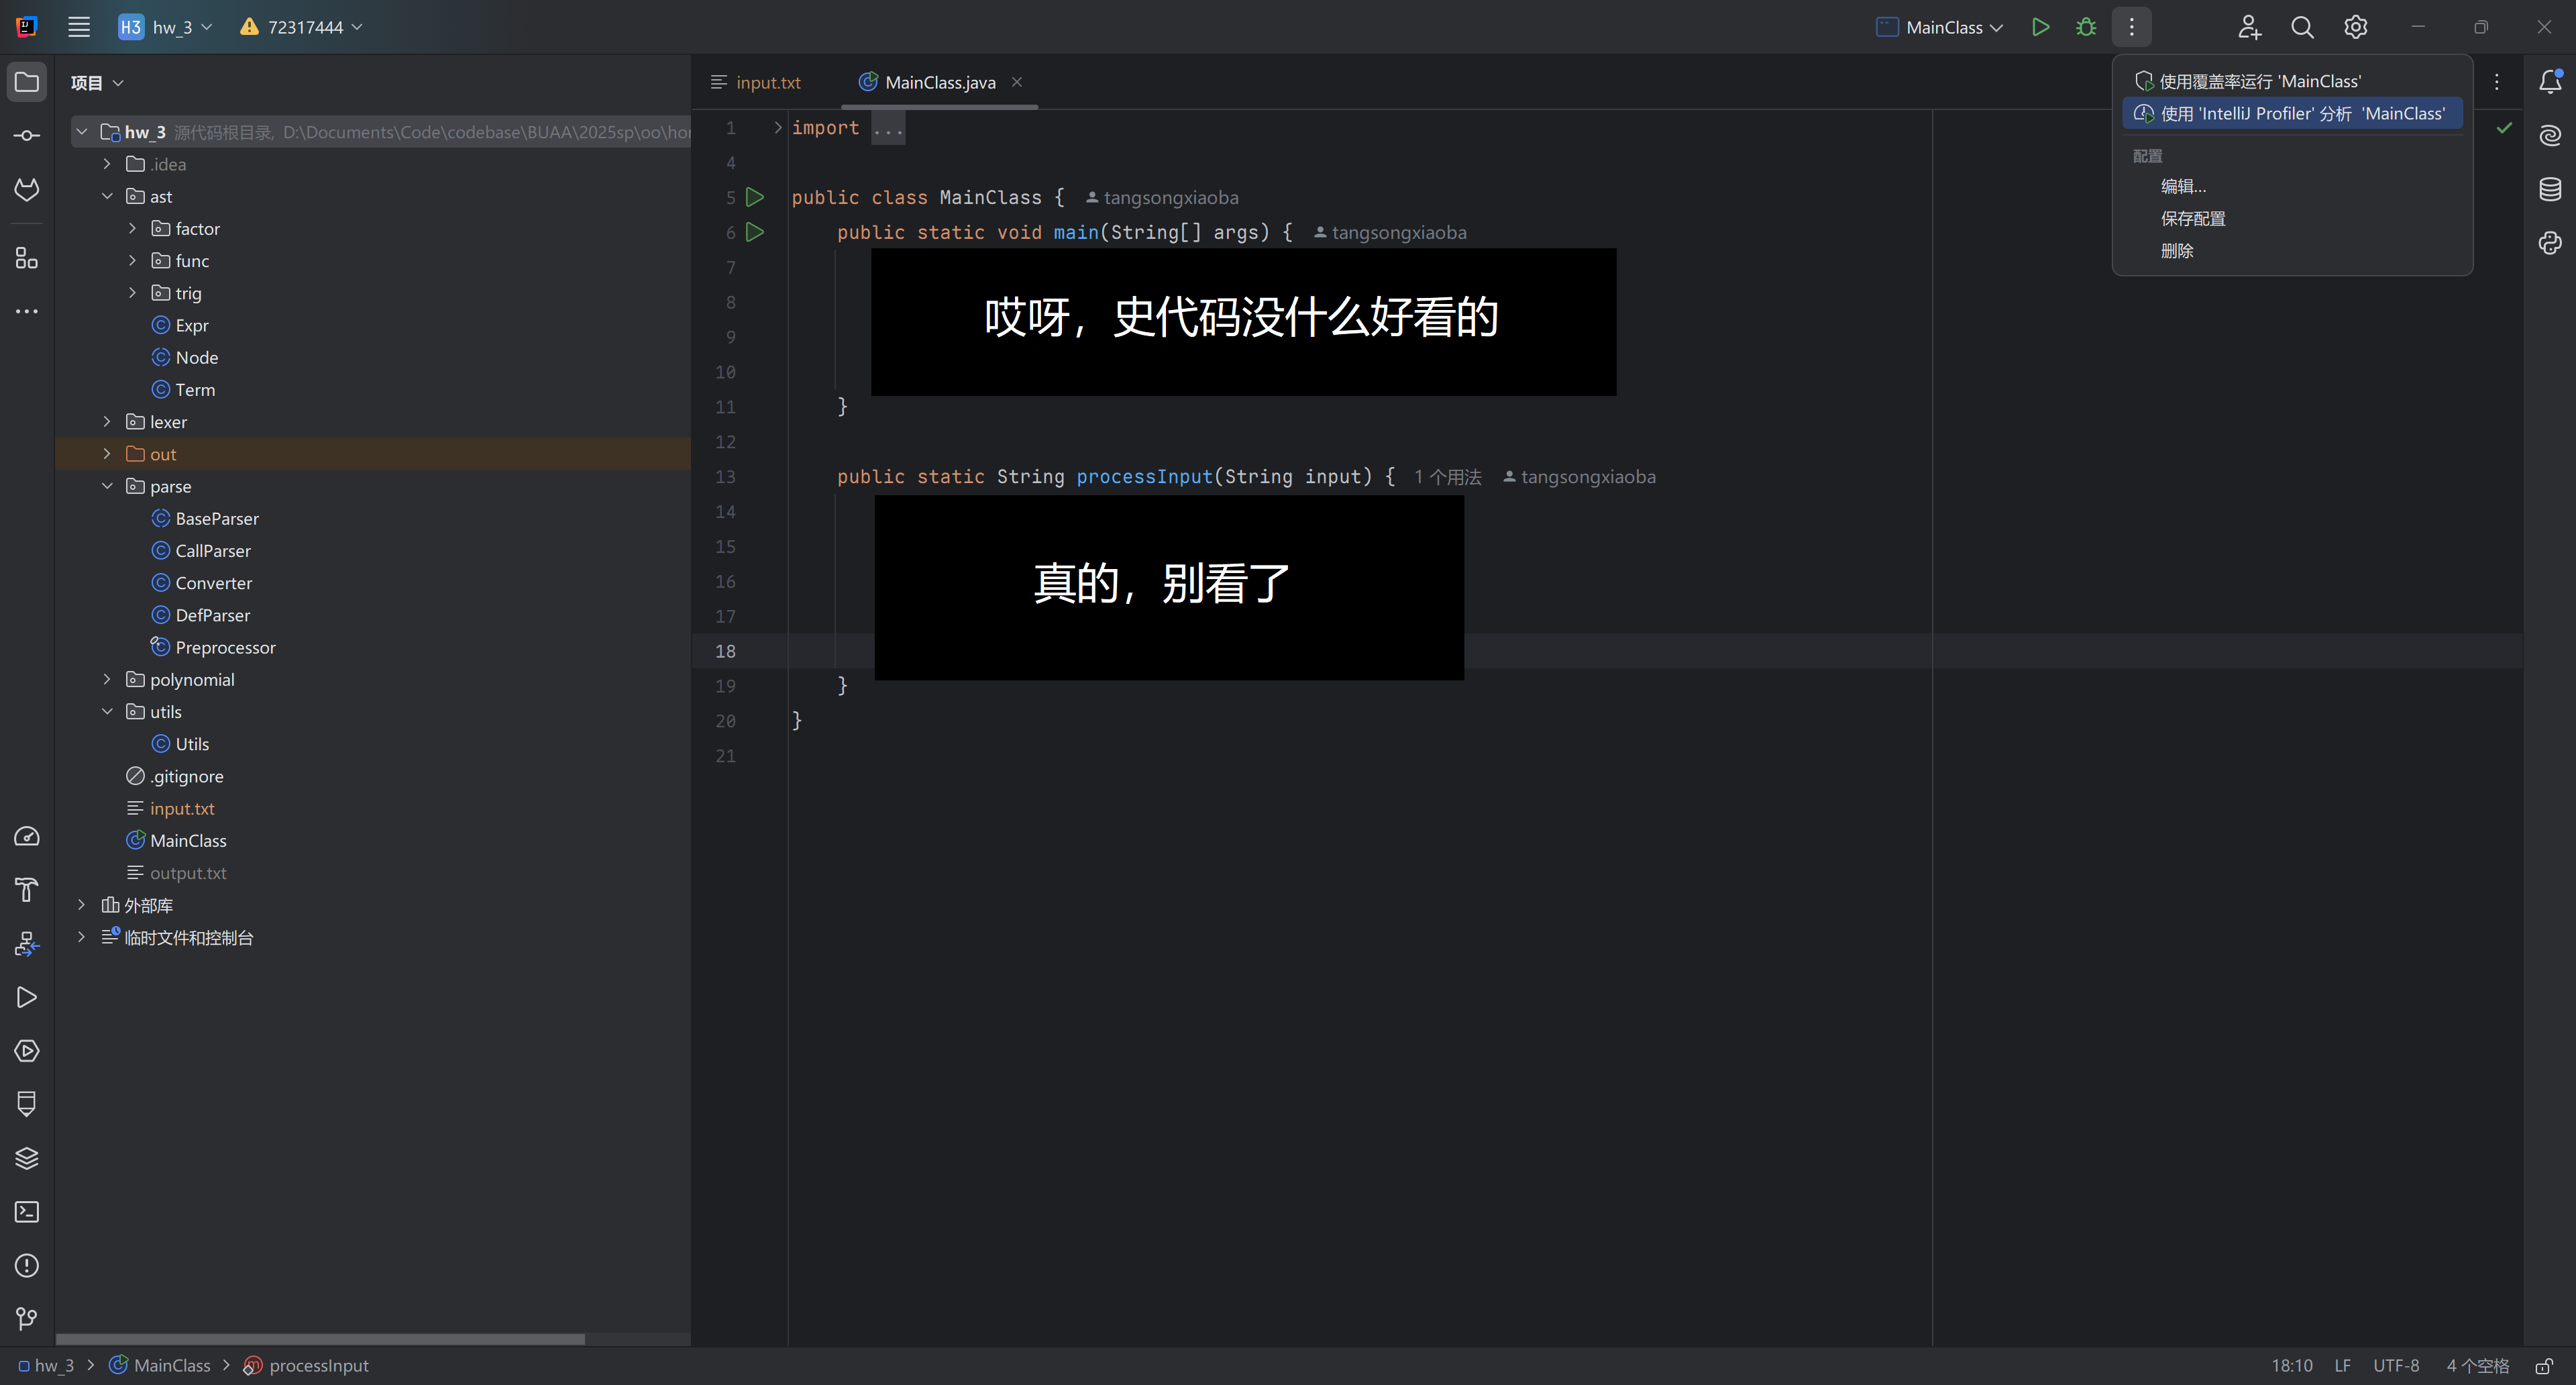 H3 hw_3 72317444 MainClass
项目
hw_3 源代码根目录, D:\Documents\Code\codebase\BUAA\2025sp\oo\hor
.idea
ast
factor
func
trig
Expr
Node
Term
lexer
out
parse
BaseParser
CallParser
Converter
DefParser
Preprocessor
polynomial
utils
Utils
.gitignore
input.txt
MainClass
output.txt
外部库
临时文件和控制台
input.txt MainClass.java
1 import ...
4
5 public class MainClass { tangsongxiaoba
6 public static void main(String[] args) { tangsongxiaoba
7
8
哎呀，史代码没什么好看的
9
10
11 }
12
13 public static String processInput(String input) { 1 个用法 tangsongxiaoba
14
15
16
真的，别看了
17
18
19 }
20 }
21
使用覆盖率运行 'MainClass'
使用 'IntelliJ Profiler' 分析 'MainClass'
配置
编辑...
保存配置
删除
hw_3 > MainClass > processInput
18:10 LF UTF-8 4 个空格